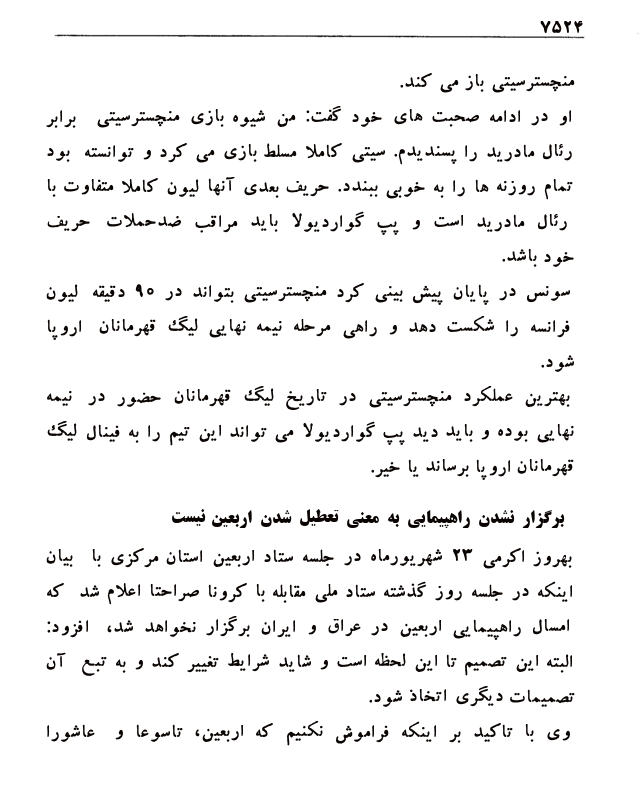 ۷۵۲۴
منچسترسیتی باز می کند.
او در ادامه صحبت های خود گفت: من شیوه بازی منچسترسیتی برابر
رئال مادرید را پسندیدم. سیتی کاملا مسلط بازی می کرد و توانسته بود
تمام روزنه ها را به خوبی ببندد. حریف بعدی آنها لیون کاملا متفاوت با
رئال مادرید است و پپ گواردیولا باید مراقب ضدحملات حریف
خود باشد.
سونس در پایان پیش بینی کرد منچسترسیتی بتواند در ۹۰ دقیقه لیون
فرانسه را شکست دهد و راهی مرحله نیمه نهایی لیگ قهرمانان اروپا
شود.
بهترین عملکرد منچسترسیتی در تاریخ لیگ قهرمانان حضور در نیمه
نهایی بوده و باید دید پپ گواردیولا می تواند این تیم را به فینال لیگ
قهرمانان اروپا برساند یا خیر.
برگزار نشدن راهپیمایی به معنی تعطیل شدن اربعین نیست
بهروز اکرمی ۲۳ شهریورماه در جلسه ستاد اربعین استان مرکزی با بیان
اینکه در جلسه روز گذشته ستاد ملی مقابله با کرونا صراحتا اعلام شد که
امسال راهپیمایی اربعین در عراق و ایران برگزار نخواهد شد، افزود:
البته این تصمیم تا این لحظه است و شاید شرایط تغییر کند و به تبع آن
تصمیمات دیگری اتخاذ شود.
وی با تاکید بر اینکه فراموش نکنیم که اربعین، تاسوعا و عاشورا